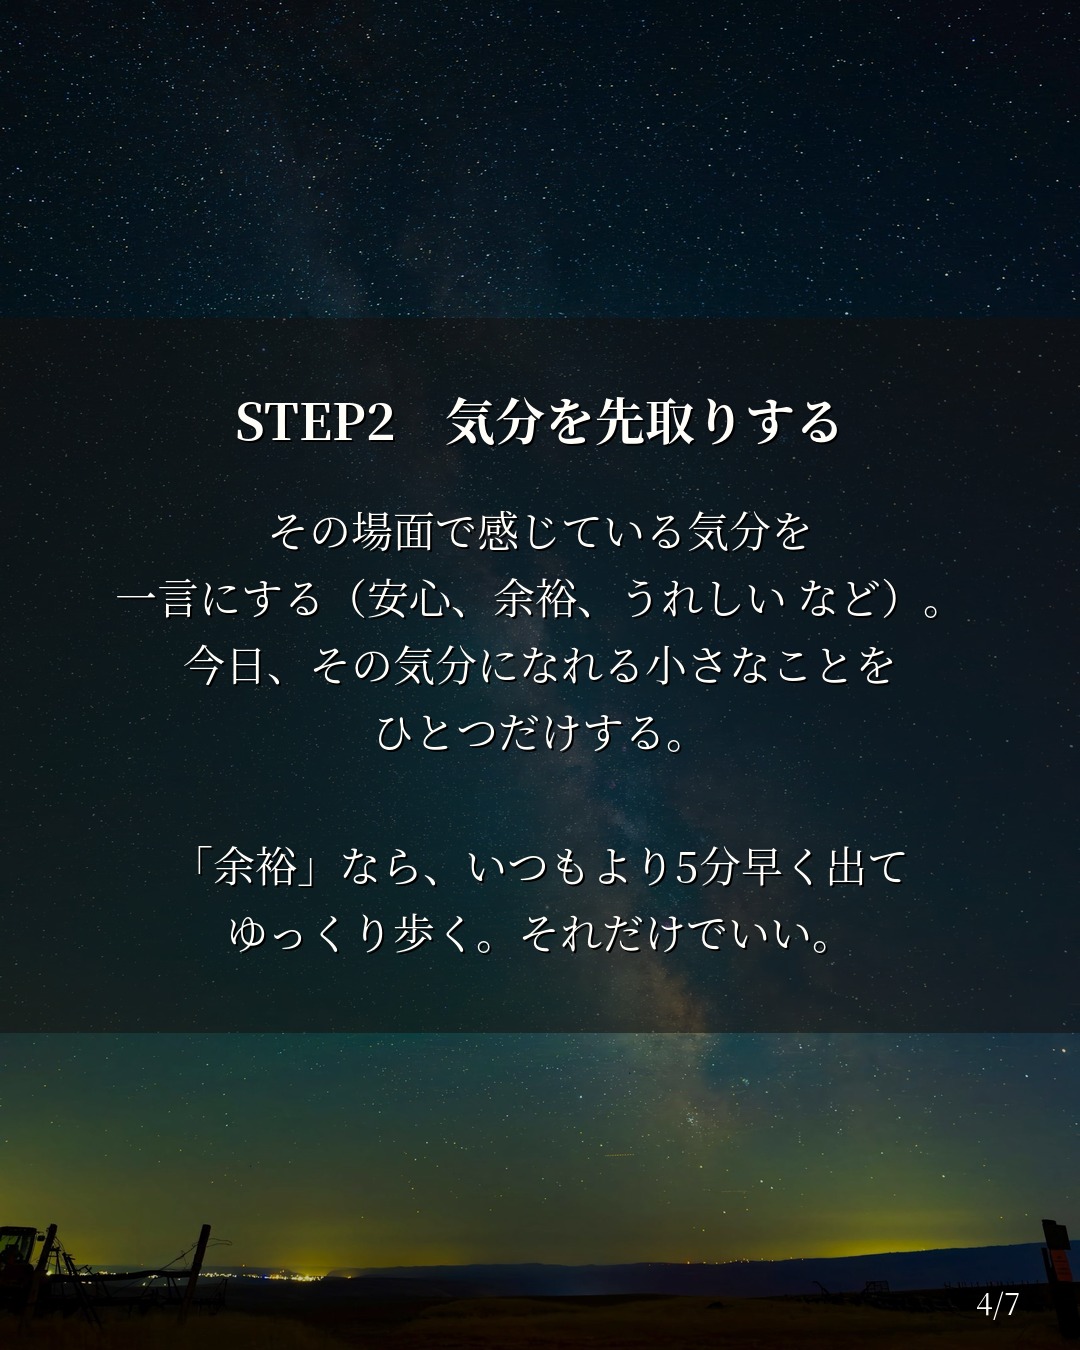 STEP2　気分を先取りする
その場面で感じている気分を
一言にする（安心、余裕、うれしい など）。
今日、その気分になれる小さなことを
ひとつだけする。
「余裕」なら、いつもより5分早く出て
ゆっくり歩く。それだけでいい。
4/7